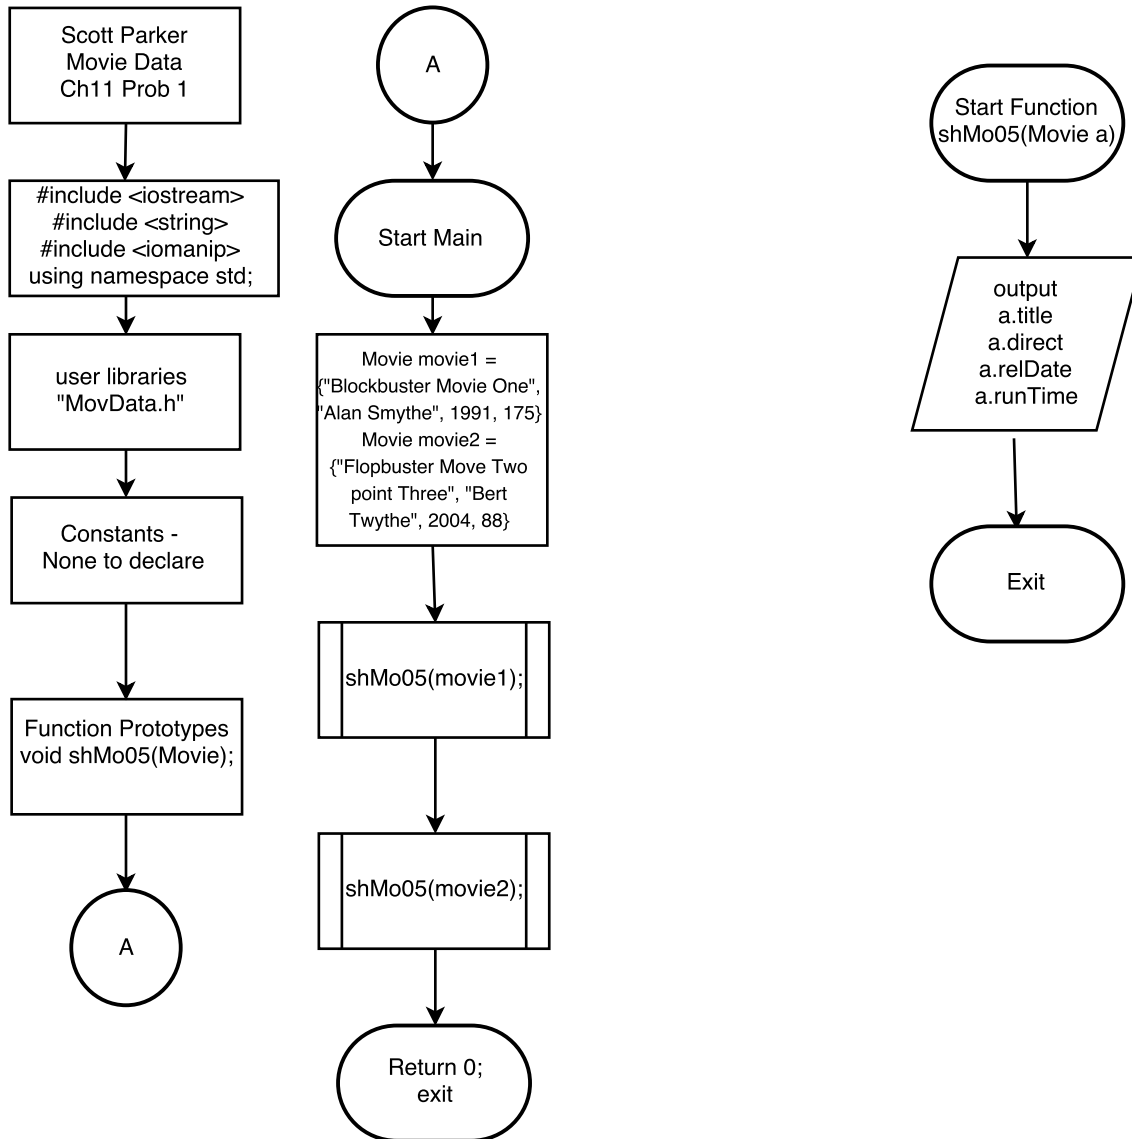 Scott Parker
Movie Data
Ch11 Prob 1
#include <iostream>
#include <string>
#include <iomanip>
using namespace std;
user libraries
"MovData.h"
Constants -
None to declare
Function Prototypes
void shMo05(Movie);
A
A
Start Main
Movie movie1 =
{"Blockbuster Movie One",
"Alan Smythe", 1991, 175}
Movie movie2 =
{"Flopbuster Move Two
point Three", "Bert
Twythe", 2004, 88}
shMo05(movie1);
shMo05(movie2);
Return 0;
exit
Start Function
shMo05(Movie a)
output
a.title
a.direct
a.relDate
a.runTime
Exit